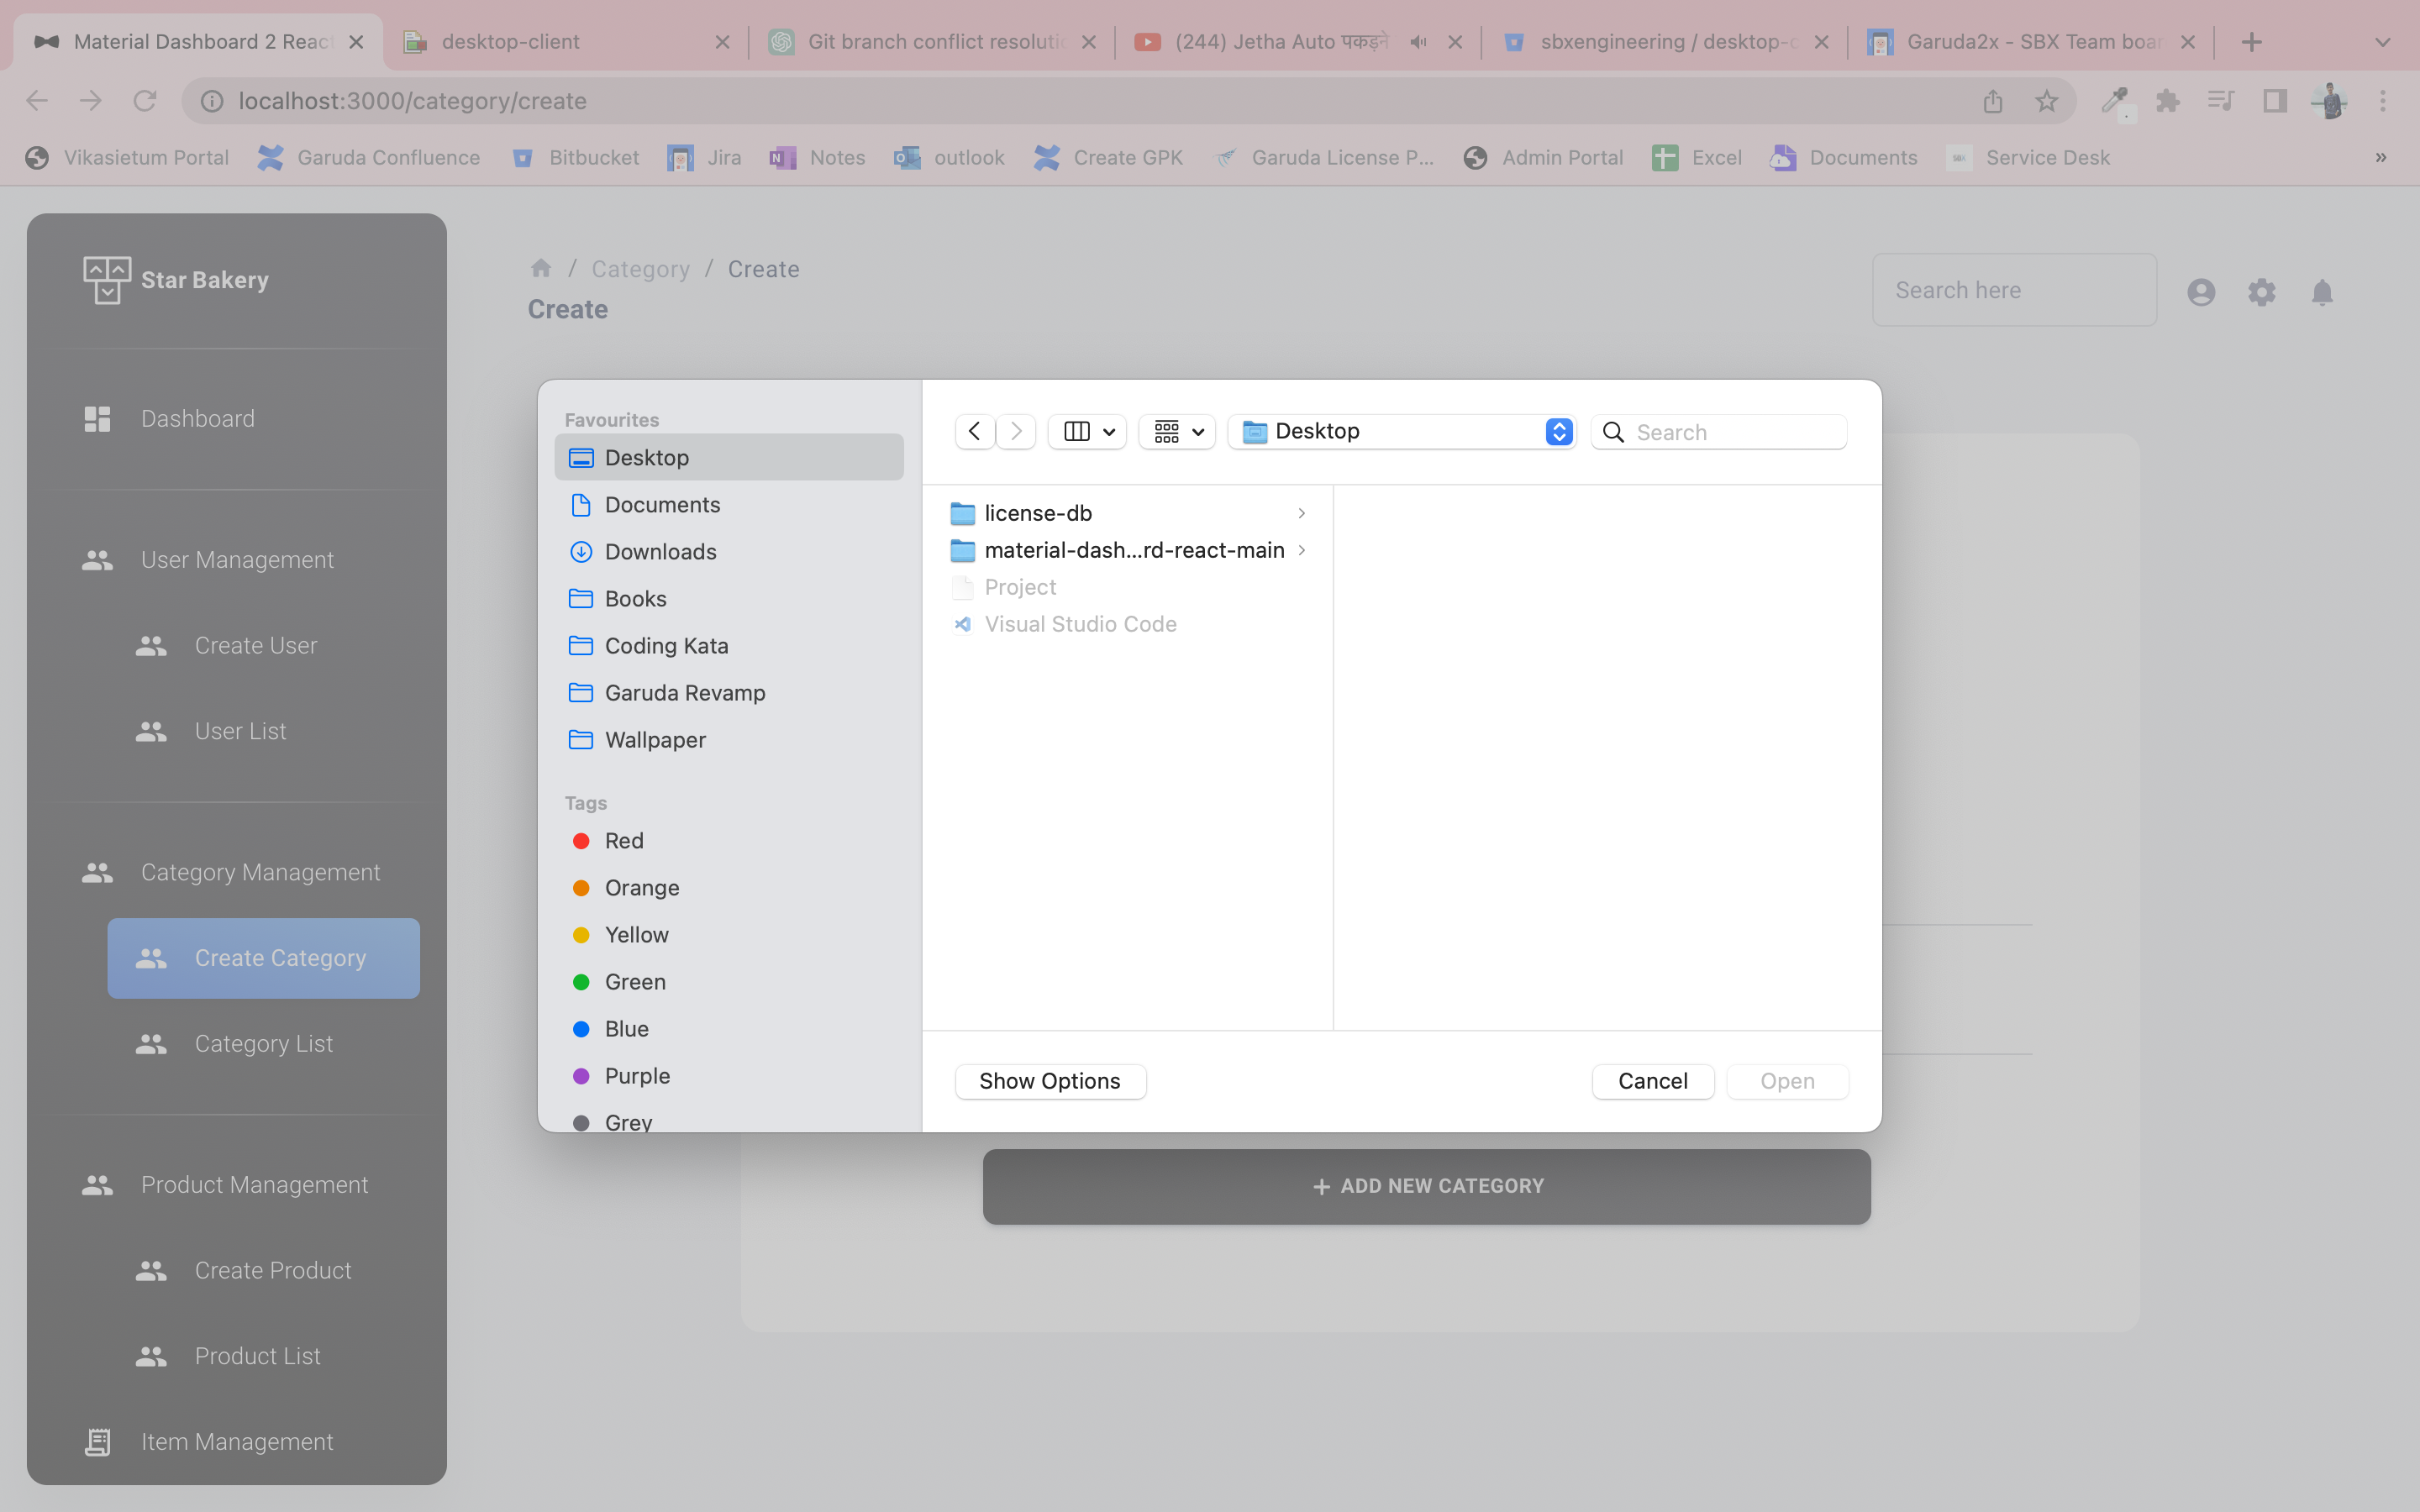 Material Dashboard 2 Reac
desktop-client
Git branch conflict resolutio
(244) Jetha Auto पकड़ने
sbxengineering / desktop-c
Garuda2x - SBX Team boar
localhost:3000/category/create
Vikasietum Portal
Garuda Confluence
Bitbucket
Jira
Notes
outlook
Create GPK
Garuda License P...
Admin Portal
Excel
Documents
Service Desk
»
Star Bakery
Dashboard
User Management
Create User
User List
Category Management
Create Category
Category List
Product Management
Create Product
Product List
Item Management
/ Category / Create
Create
Search here
Favourites
Desktop
Documents
Downloads
Books
Coding Kata
Garuda Revamp
Wallpaper
Tags
Red
Orange
Yellow
Green
Blue
Purple
Grey
Desktop
Search
license-db
material-dash...rd-react-main
Project
Visual Studio Code
Show Options
Cancel
Open
+ ADD NEW CATEGORY